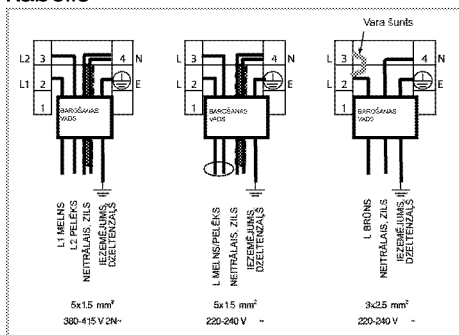 Vara šunts
L2 3 4 N
L1 2 E
1
BAROŠANAS
VADS
L 3 4 N
L 2 E
1
BAROŠANAS
VADS
L 3 4 N
L 2 E
1
BAROŠANAS
VADS
L1 MELNS
L2 PELĒKS
NEITRĀLAIS, ZILS
IEZEMĒJUMS,
DZELTENZAĻŠ
L MELNS/PELĒKS
NEITRĀLAIS, ZILS
IEZEMĒJUMS,
DZELTENZAĻŠ
L BRŪNS
NEITRĀLAIS, ZILS
IEZEMĒJUMS,
DZELTENZAĻŠ
5x1.5 mm²
5x1.5 mm²
3x2.5 mm²
380-415 V 2N~
220-240 V ~
220-240 V ~